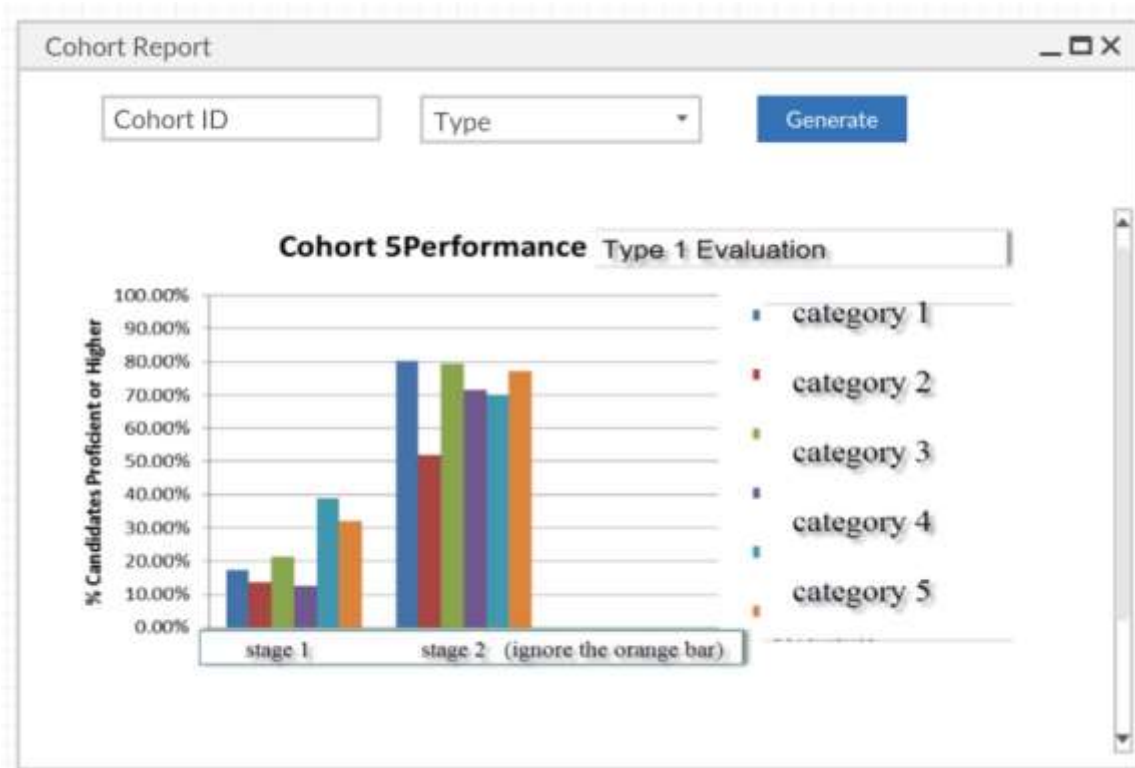 Cohort Report
Cohort ID
Type
Generate
Cohort 5Performance Type 1 Evaluation
% Candidates Proficient or Higher
100.00%
90.00%
80.00%
70.00%
60.00%
50.00%
40.00%
30.00%
20.00%
10.00%
0.00%
stage 1
stage 2 (ignore the orange bar)
category 1
category 2
category 3
category 4
category 5